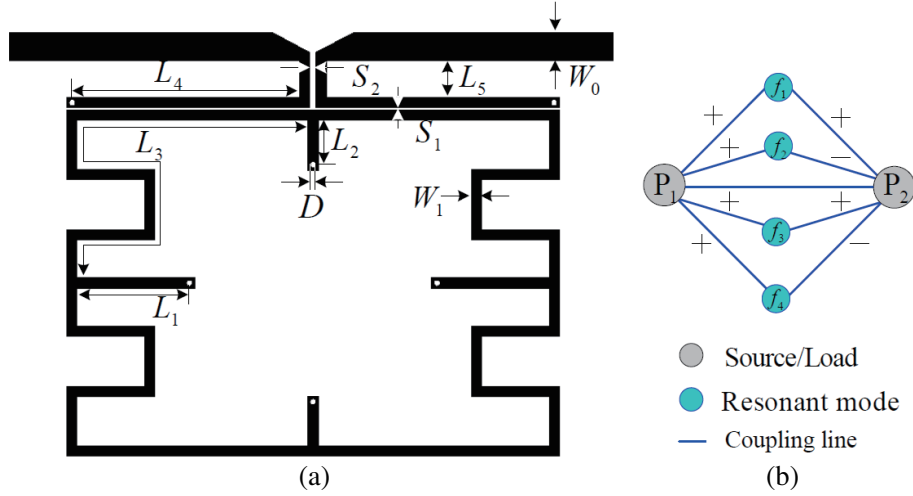 L₄
S₂
L₅
W₀
L₃
L₂
S₁
D
W₁
L₁
(a)
f₁
+ +
f₂
+ −
P₁ P₂
+ +
f₃
+ −
f₄
Source/Load
Resonant mode
Coupling line
(b)